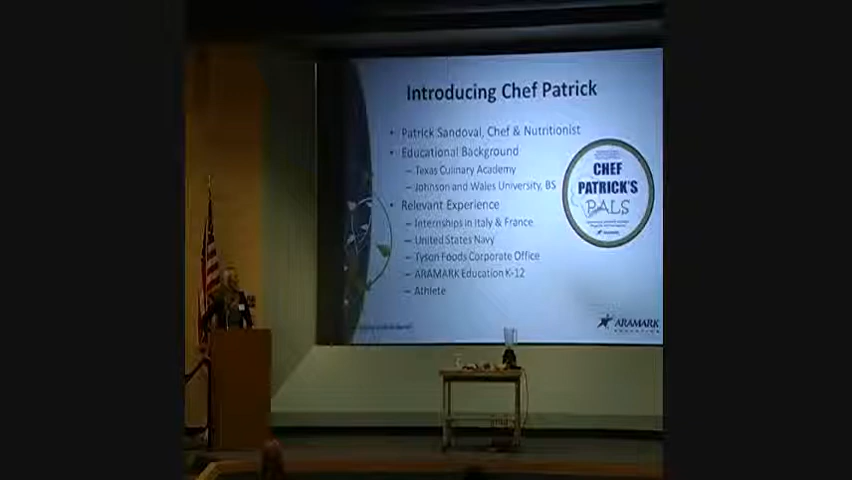 Introducing Chef Patrick
• Patrick Sandoval, Chef & Nutritionist
• Educational Background
– Texas Culinary Academy
– Johnson and Wales University, BS
• Relevant Experience
– Internships in Italy & France
– United States Navy
– Tyson Foods Corporate Office
– ARAMARK Education K-12
– Athlete
CHEF
PATRICK'S
PALS
ARAMARK